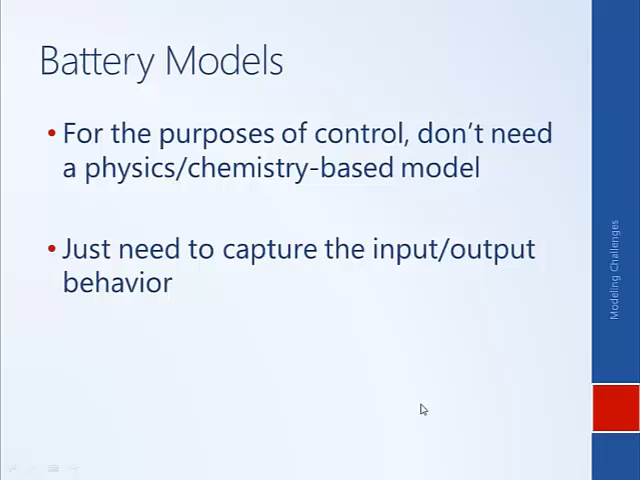 Battery Models
• For the purposes of control, don't need
a physics/chemistry-based model
• Just need to capture the input/output
behavior
Modeling Challenges